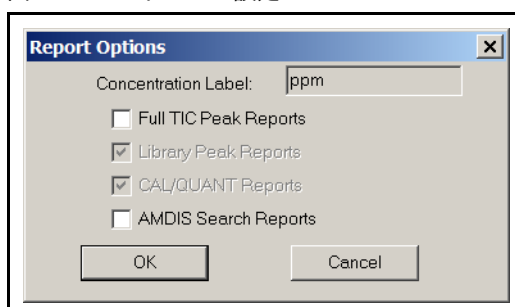 Report Options
Concentration Label: ppm
Full TIC Peak Reports
Library Peak Reports
CAL/QUANT Reports
AMDIS Search Reports
OK Cancel